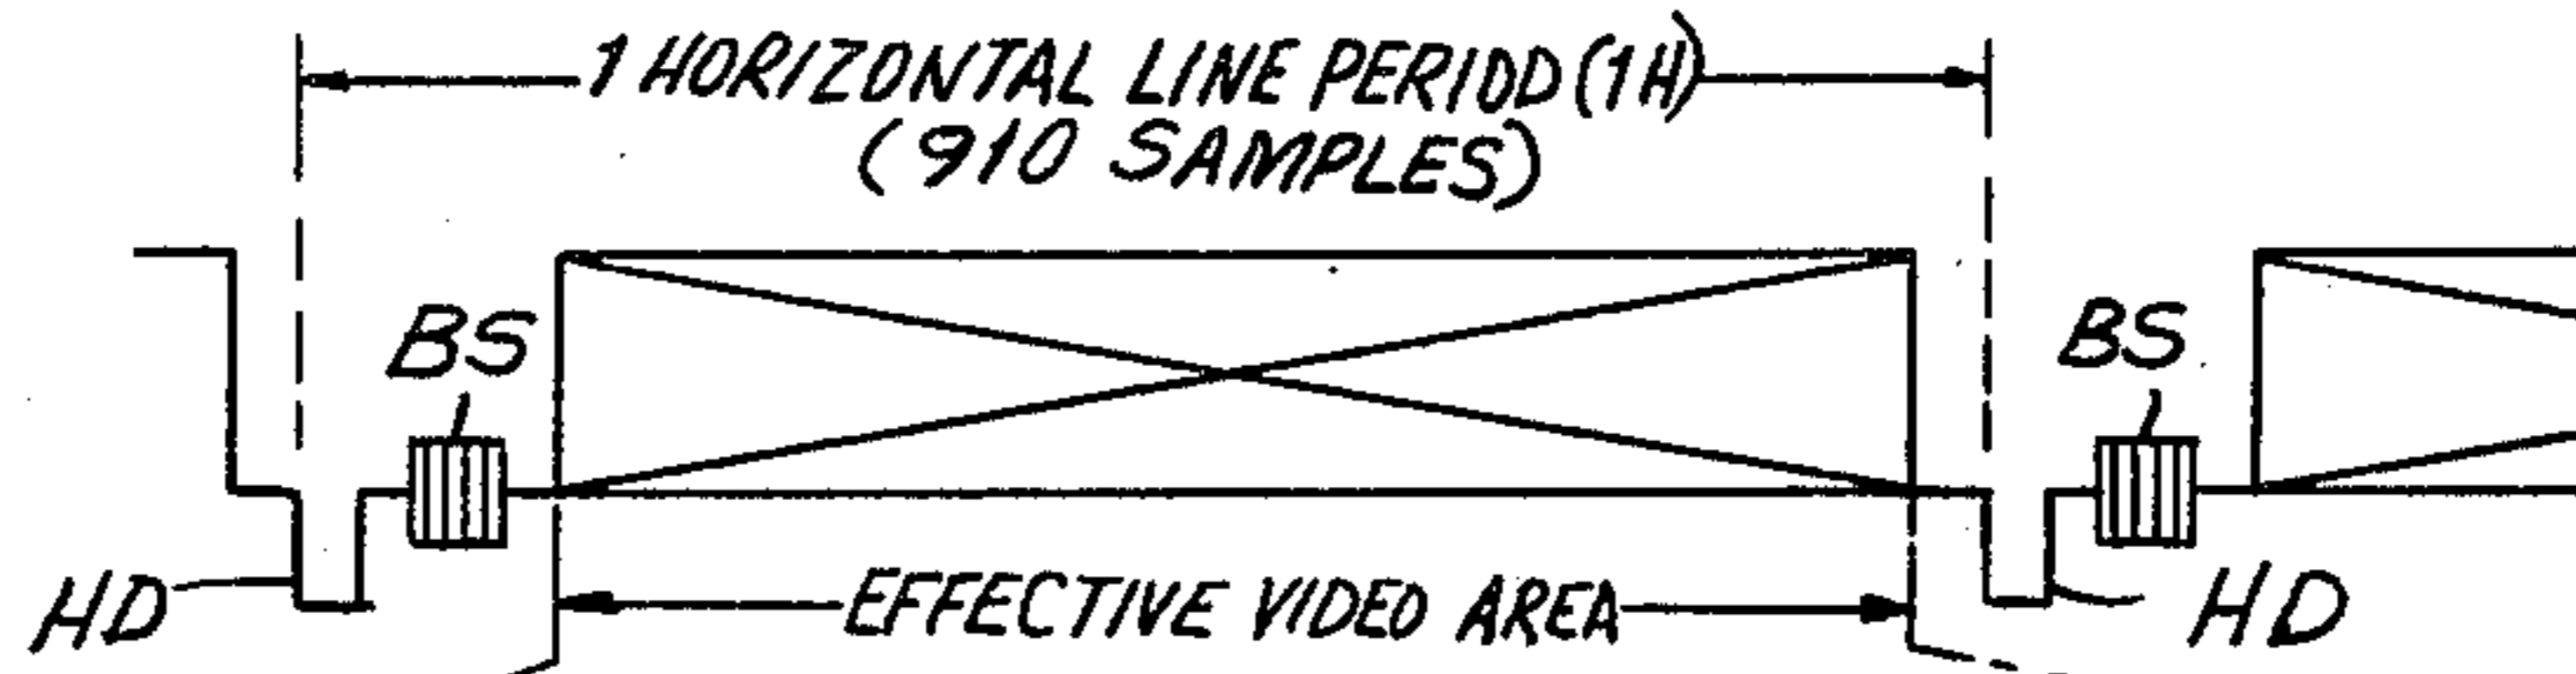 1 HORIZONTAL LINE PERIOD (1H)
(910 SAMPLES)
BS
BS
HD
EFFECTIVE VIDEO AREA
HD